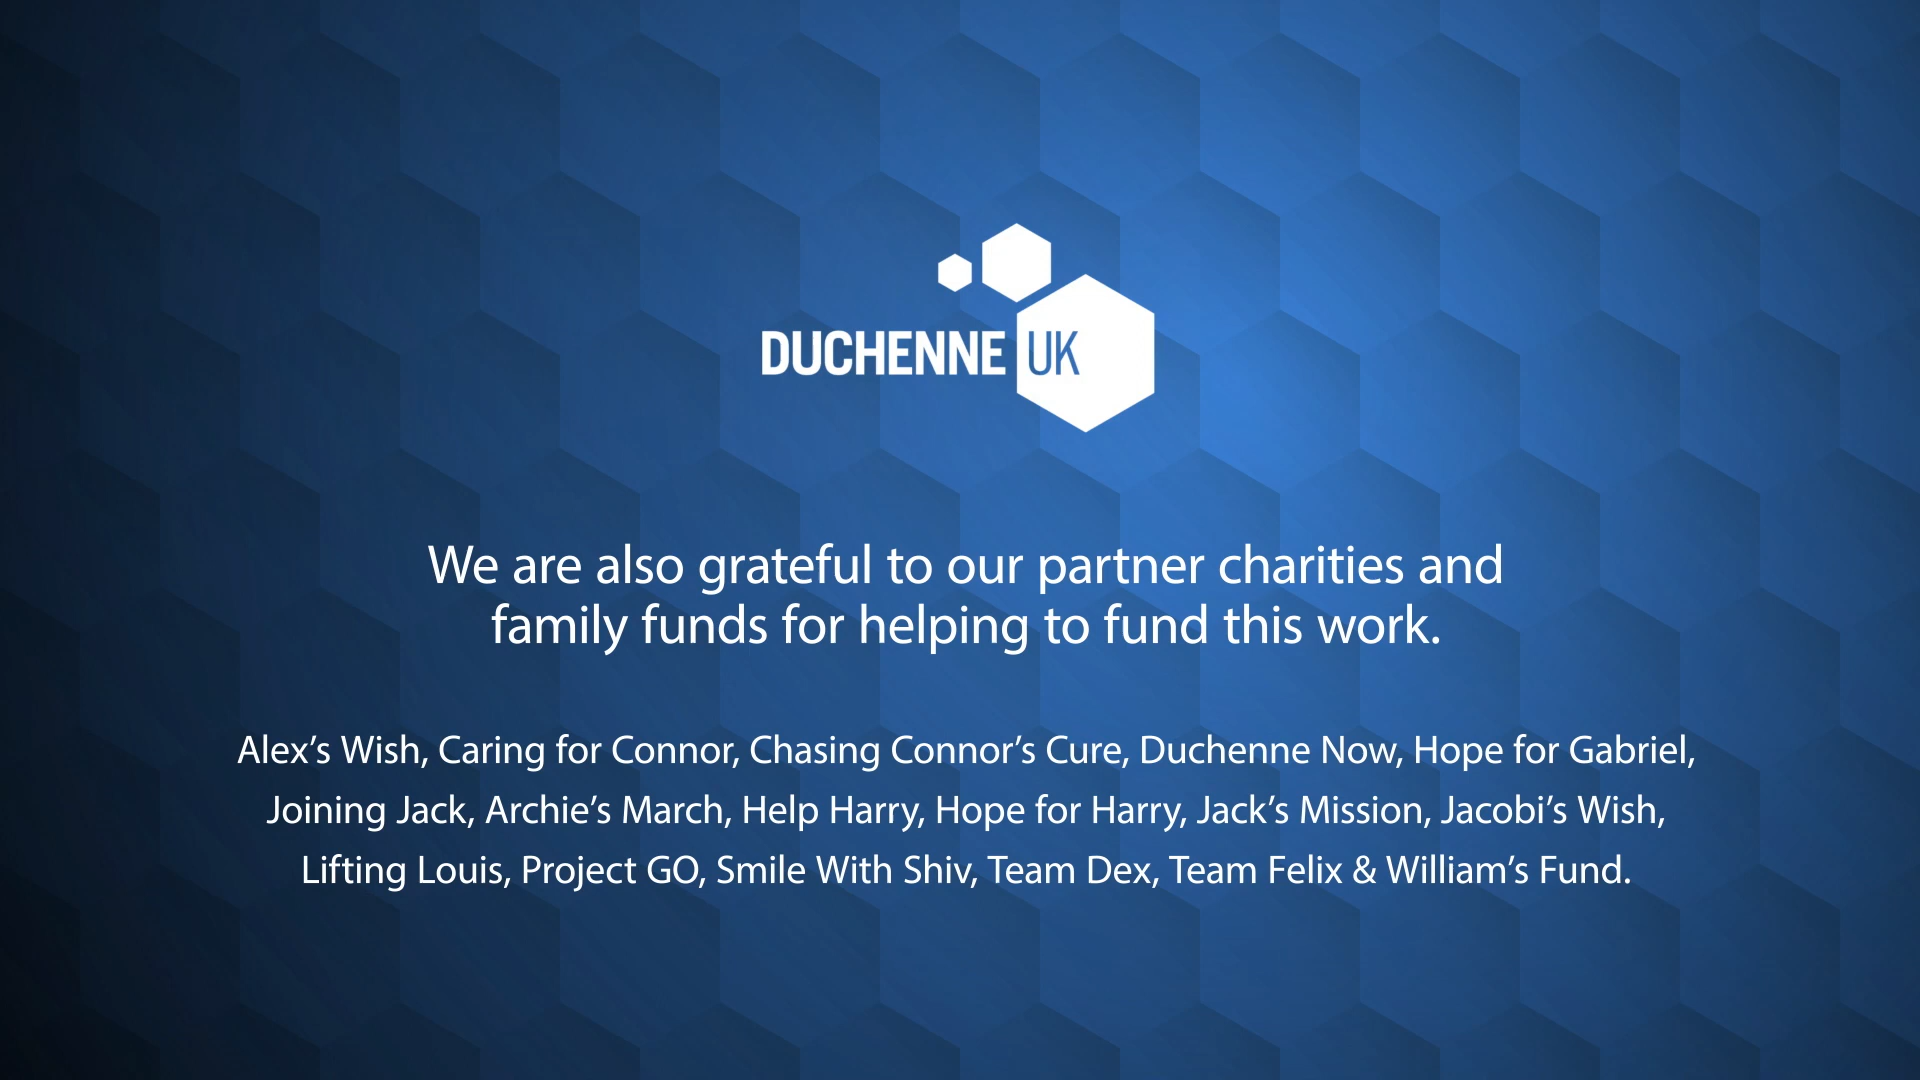 DUCHENNE UK
We are also grateful to our partner charities and
family funds for helping to fund this work.
Alex’s Wish, Caring for Connor, Chasing Connor’s Cure, Duchenne Now, Hope for Gabriel,
Joining Jack, Archie’s March, Help Harry, Hope for Harry, Jack’s Mission, Jacobi’s Wish,
Lifting Louis, Project GO, Smile With Shiv, Team Dex, Team Felix & William’s Fund.